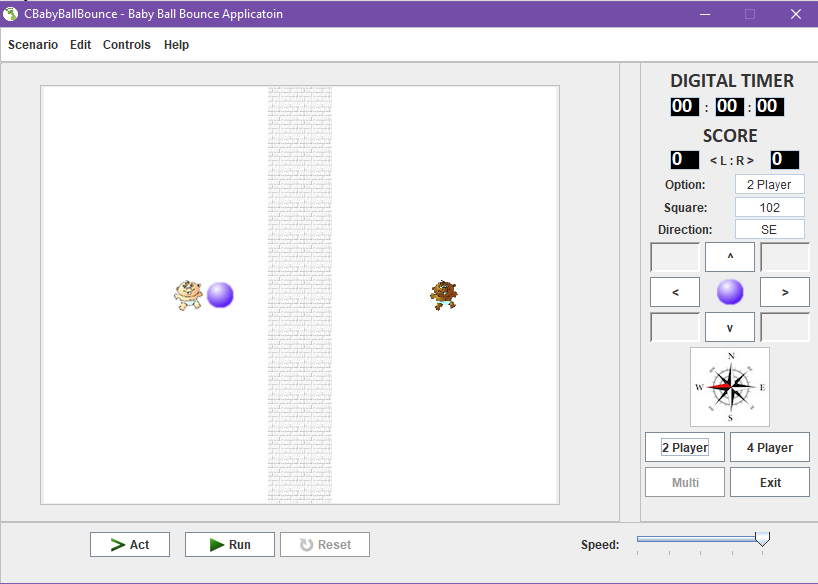 CBabyBallBounce - Baby Ball Bounce Applicatoin
Scenario Edit Controls Help
DIGITAL TIMER
00 : 00 : 00
SCORE
0 < L : R > 0
Option: 2 Player
Square: 102
Direction: SE
^
< >
v
N
W E
S
2 Player 4 Player
Multi Exit
Act Run Reset Speed: